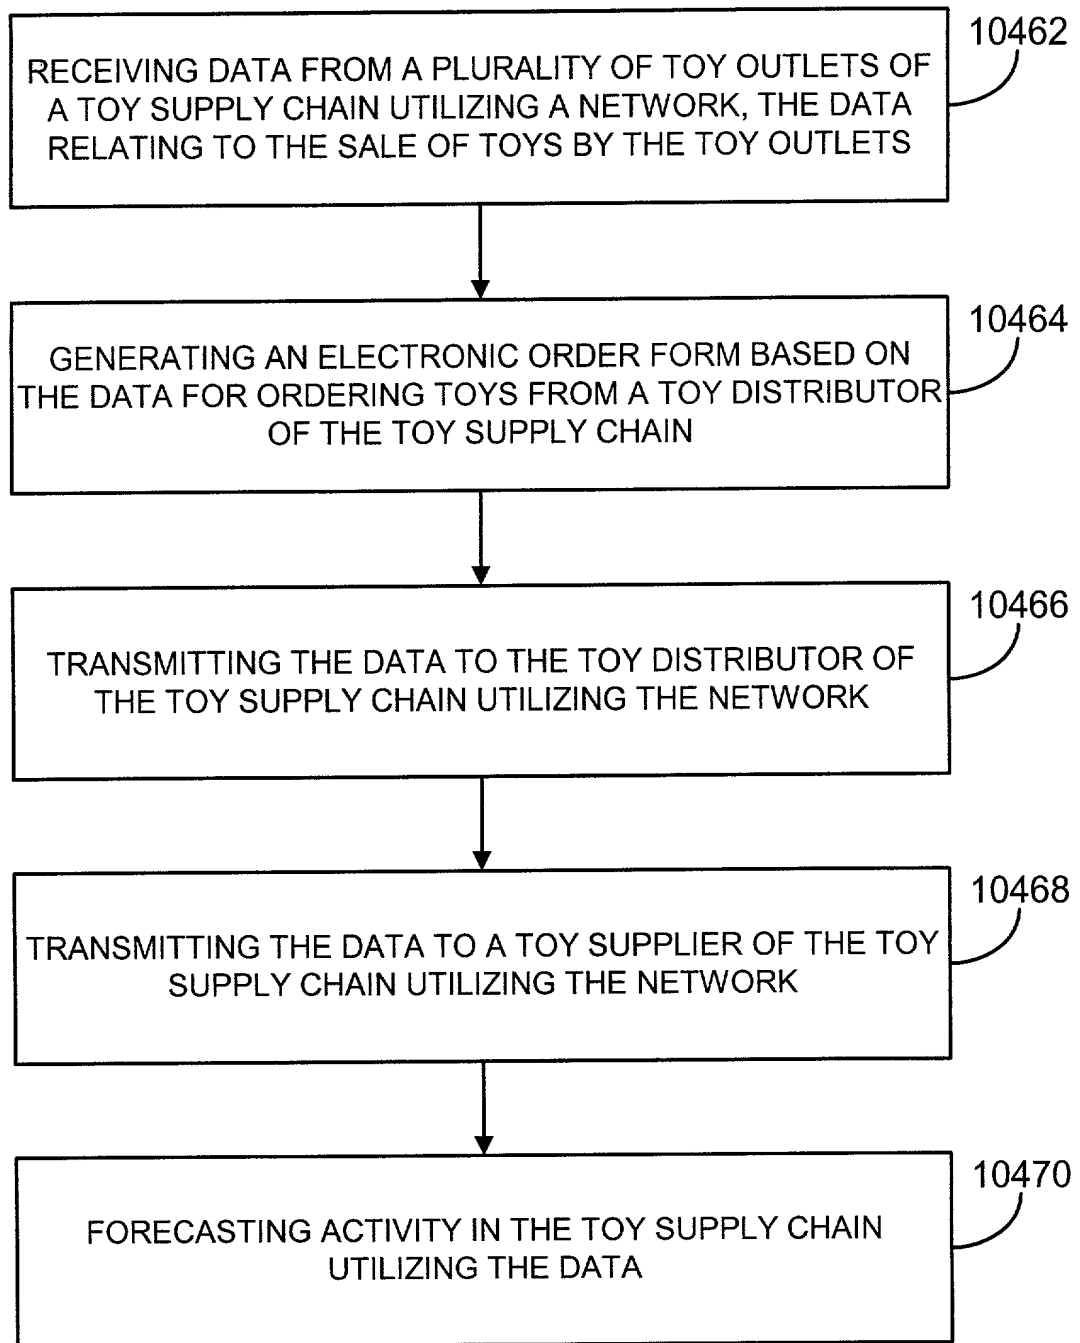 10462
RECEIVING DATA FROM A PLURALITY OF TOY OUTLETS OF
A TOY SUPPLY CHAIN UTILIZING A NETWORK, THE DATA
RELATING TO THE SALE OF TOYS BY THE TOY OUTLETS
10464
GENERATING AN ELECTRONIC ORDER FORM BASED ON
THE DATA FOR ORDERING TOYS FROM A TOY DISTRIBUTOR
OF THE TOY SUPPLY CHAIN
10466
TRANSMITTING THE DATA TO THE TOY DISTRIBUTOR OF
THE TOY SUPPLY CHAIN UTILIZING THE NETWORK
10468
TRANSMITTING THE DATA TO A TOY SUPPLIER OF THE TOY
SUPPLY CHAIN UTILIZING THE NETWORK
10470
FORECASTING ACTIVITY IN THE TOY SUPPLY CHAIN
UTILIZING THE DATA